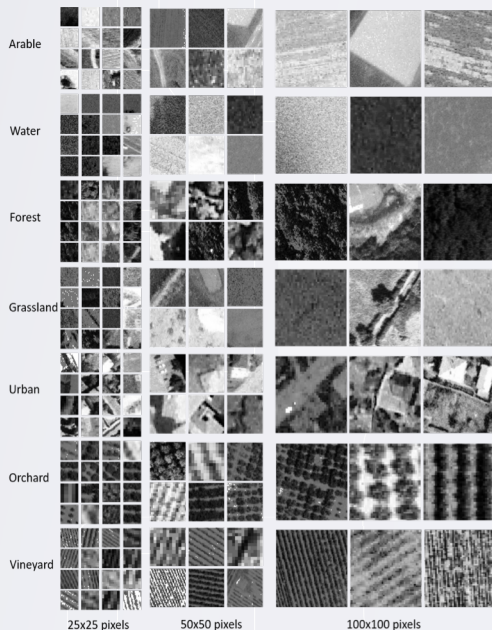 Arable
Water
Forest
Grassland
Urban
Orchard
Vineyard
25x25 pixels 50x50 pixels 100x100 pixels